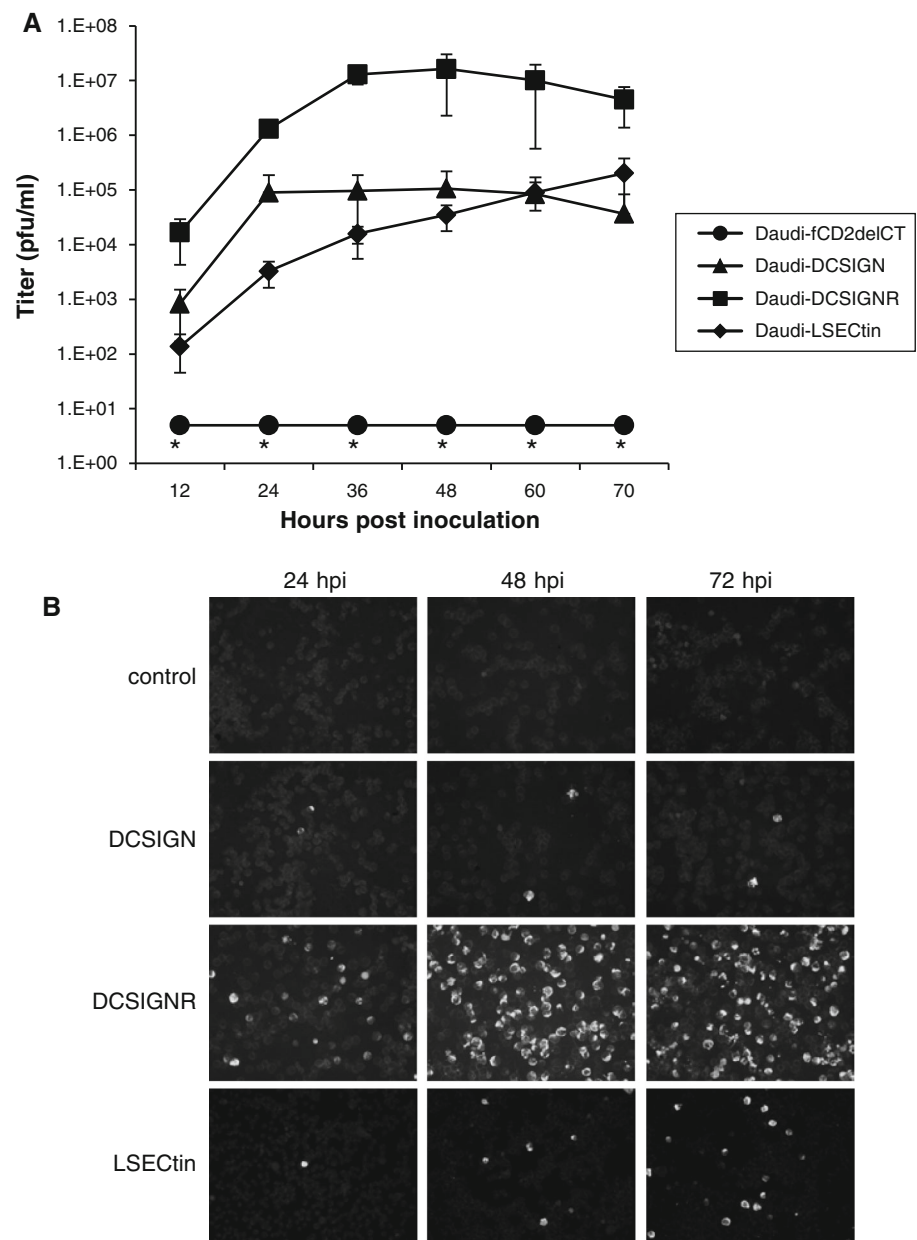 A
1.E+08
1.E+07
1.E+06
1.E+05
1.E+04
1.E+03
1.E+02
1.E+01
1.E+00
Titer (pfu/ml)
* * * * * *
12 24 36 48 60 70
Hours post inoculation
Daudi-fCD2delCT
Daudi-DCSIGN
Daudi-DCSIGNR
Daudi-LSECtin
B
24 hpi 48 hpi 72 hpi
control
DCSIGN
DCSIGNR
LSECtin